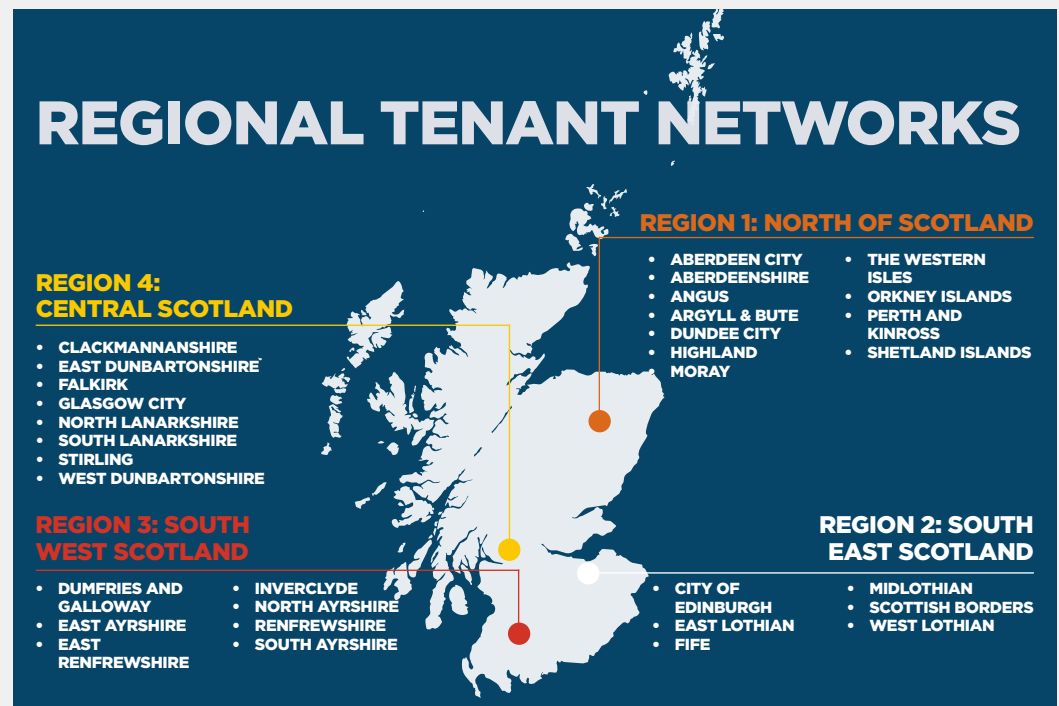 REGIONAL TENANT NETWORKS
REGION 1: NORTH OF SCOTLAND
• ABERDEEN CITY
• ABERDEENSHIRE
• ANGUS
• ARGYLL & BUTE
• DUNDEE CITY
• HIGHLAND
• MORAY
• THE WESTERN
ISLES
• ORKNEY ISLANDS
• PERTH AND
KINROSS
• SHETLAND ISLANDS
REGION 4:
CENTRAL SCOTLAND
• CLACKMANNANSHIRE
• EAST DUNBARTONSHIRE
• FALKIRK
• GLASGOW CITY
• NORTH LANARKSHIRE
• SOUTH LANARKSHIRE
• STIRLING
• WEST DUNBARTONSHIRE
REGION 3: SOUTH
WEST SCOTLAND
• DUMFRIES AND
GALLOWAY
• EAST AYRSHIRE
• EAST
RENFREWSHIRE
• INVERCLYDE
• NORTH AYRSHIRE
• RENFREWSHIRE
• SOUTH AYRSHIRE
REGION 2: SOUTH
EAST SCOTLAND
• CITY OF
EDINBURGH
• EAST LOTHIAN
• FIFE
• MIDLOTHIAN
• SCOTTISH BORDERS
• WEST LOTHIAN